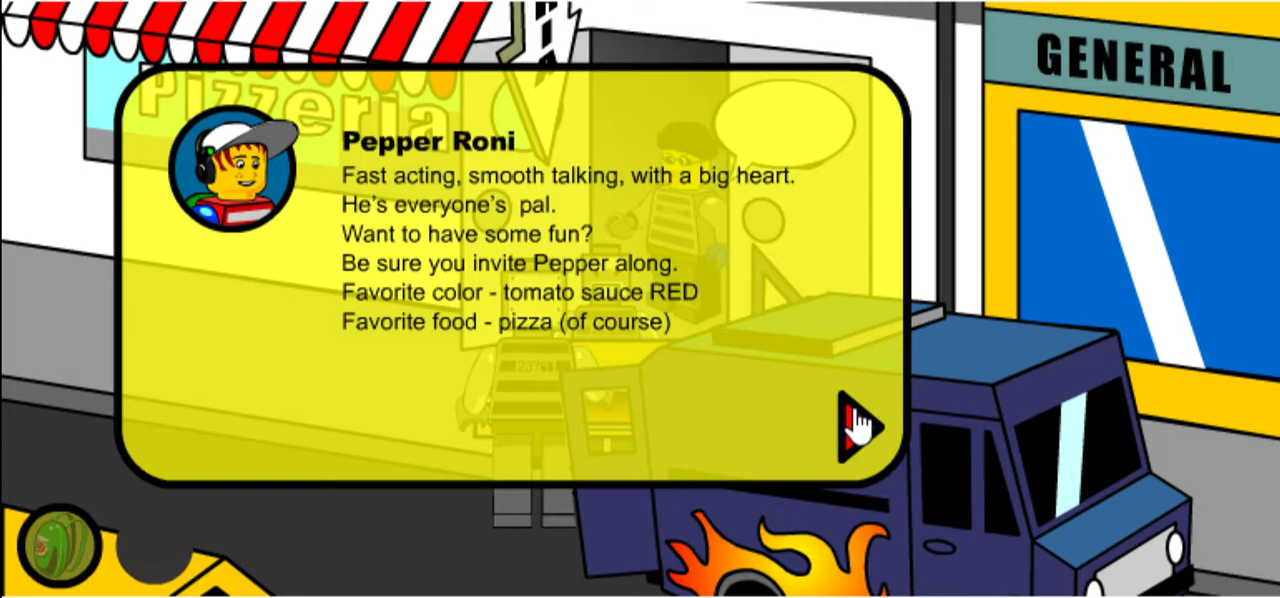 Pizzeria
GENERAL
Pepper Roni
Fast acting, smooth talking, with a big heart.
He's everyone's  pal.
Want to have some fun?
Be sure you invite Pepper along.
Favorite color - tomato sauce RED
Favorite food - pizza (of course)